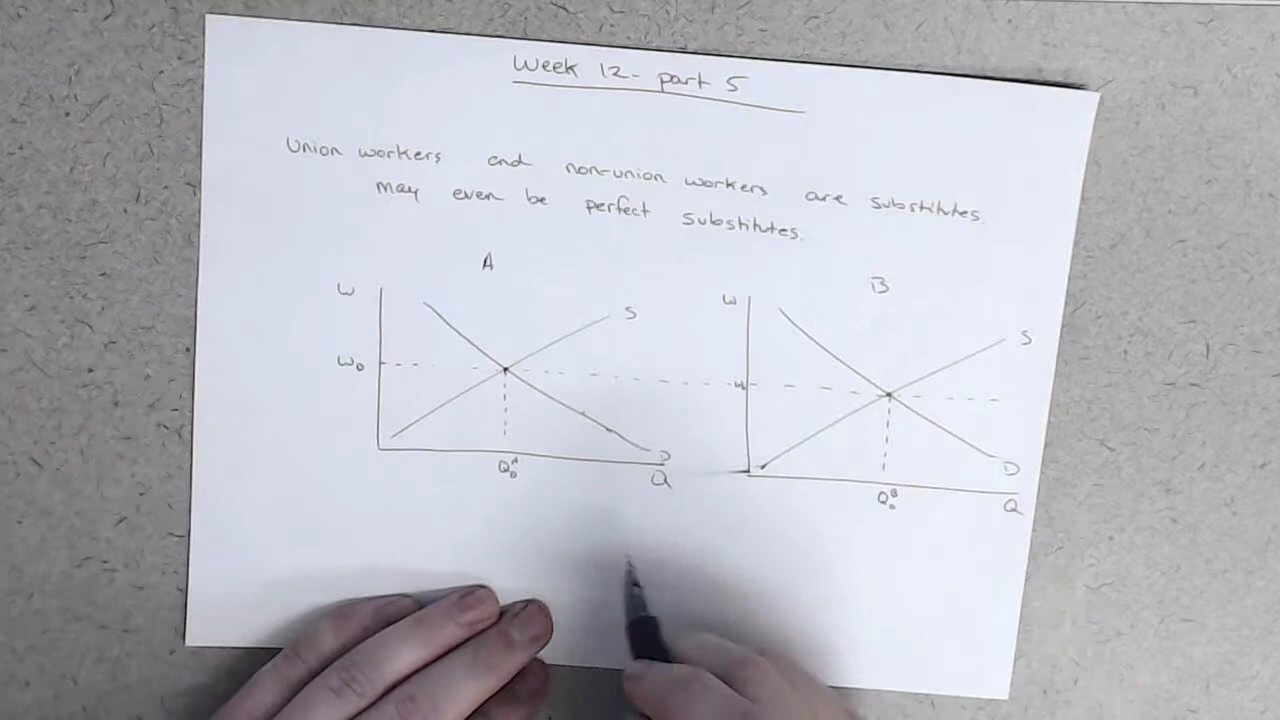 Week 12 - part 5
Union workers and non-union workers are substitutes.
may even be perfect substitutes.
A
W
S
W₀
D
Q₀ᴬ
Q
B
W
S
W₀
D
Q₀ᴮ
Q